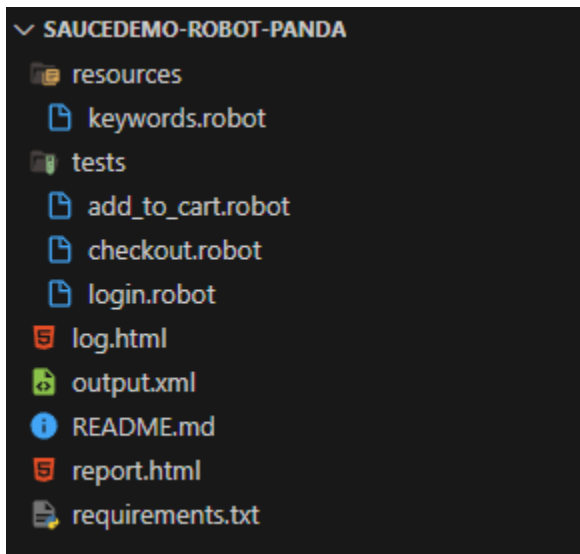 SAUCEDEMO-ROBOT-PANDA
resources
keywords.robot
tests
add_to_cart.robot
checkout.robot
login.robot
log.html
output.xml
README.md
report.html
requirements.txt